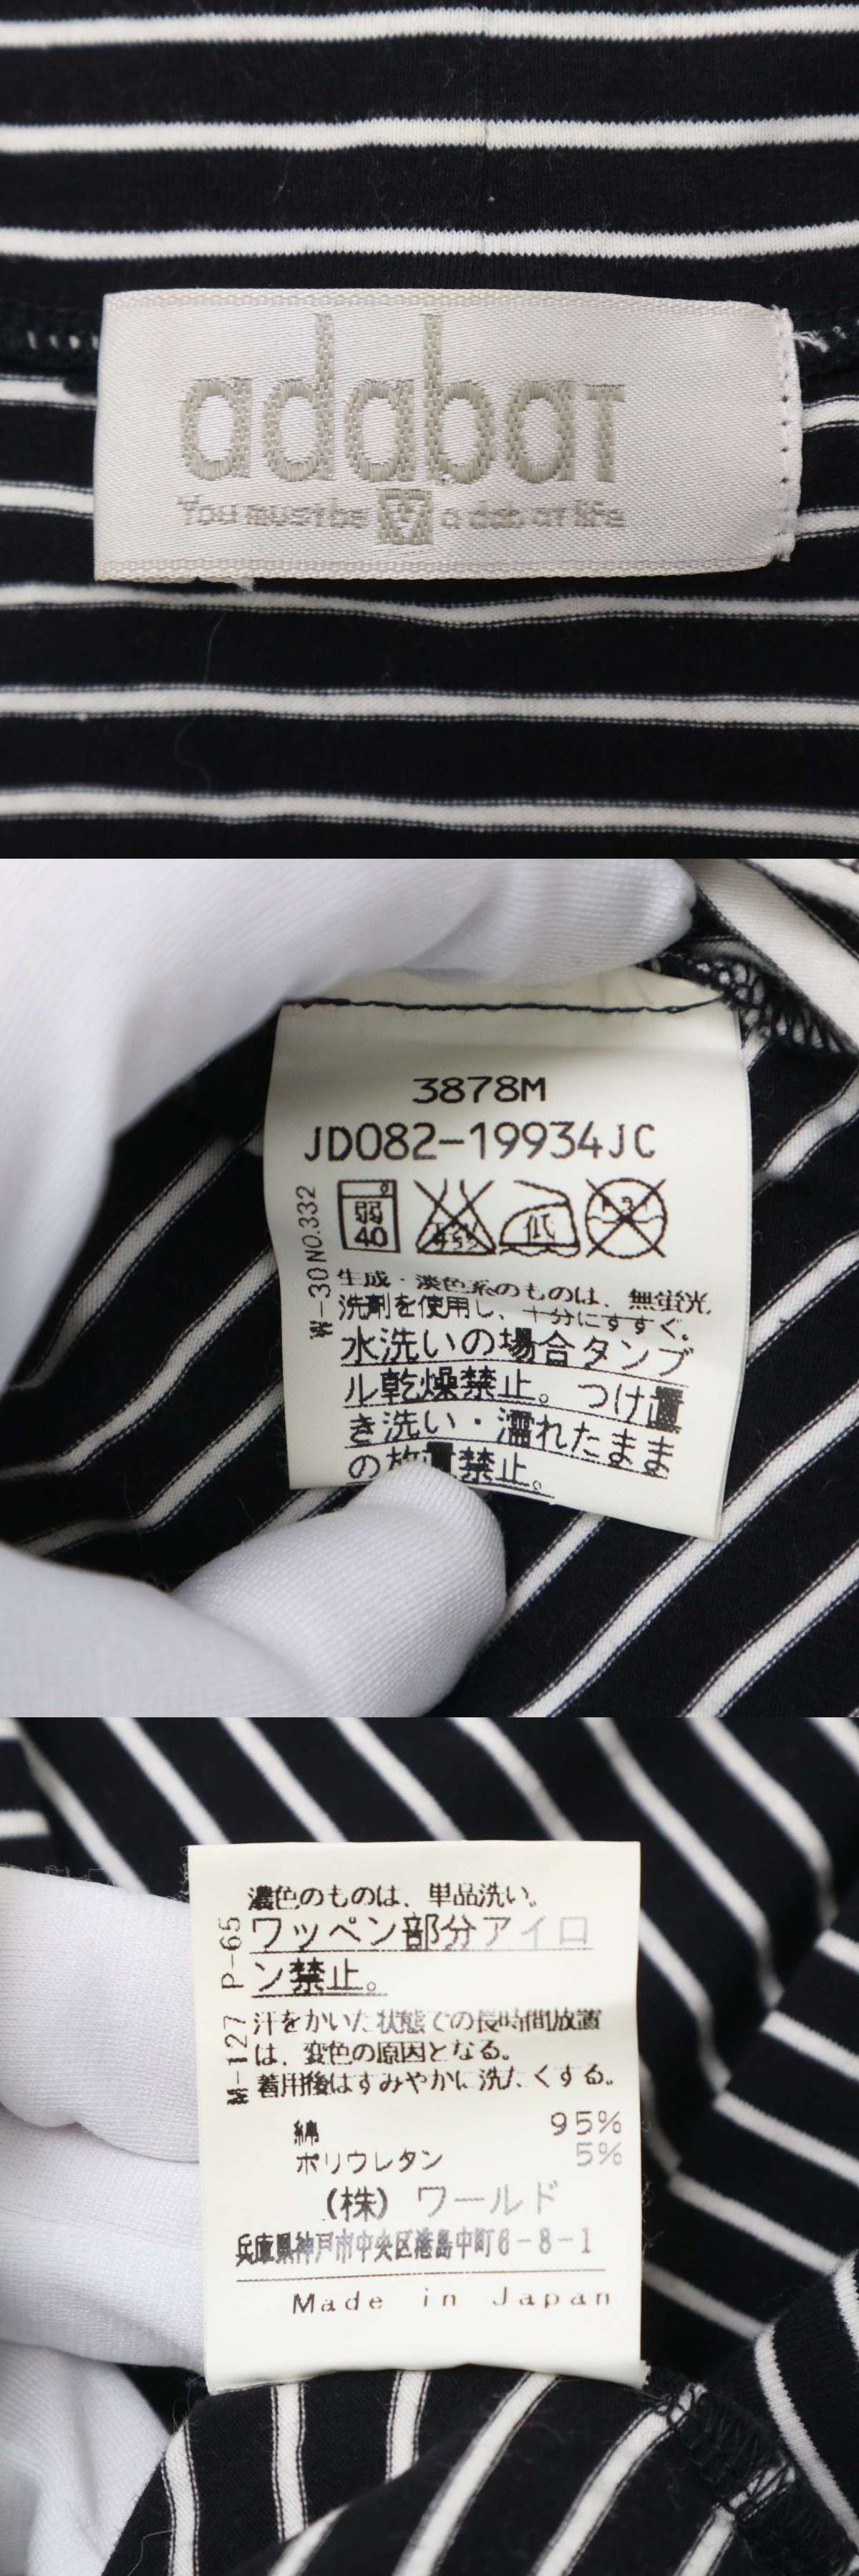 adabat
You must be a dab at life
3878M
JD082-19934JC
弱
40
低
W-30 NO.332
生成・淡色系のものは、無蛍光
洗剤を使用し、十分にすすぐ。
水洗いの場合タンブ
ル乾燥禁止。つけ置
き洗い・濡れたまま
の放置禁止。
濃色のものは、単品洗い。
ワッペン部分アイロ
ン禁止。
M-127 P-65
汗をかいた状態での長時間放置
は、変色の原因となる。
着用後はすみやかに洗たくする。
綿 95%
ポリウレタン 5%
(株) ワールド
兵庫県神戸市中央区港島中町6-8-1
Made in Japan